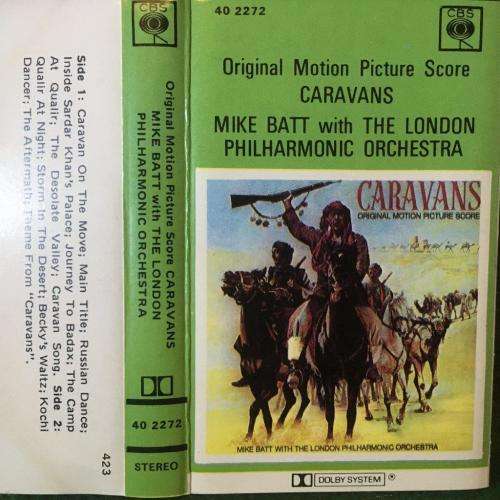 Side 1: Caravan On The Move; Main Title; Russian Dance;
Inside Sardar Khan's Palace; Journey To Badax; The Camp
At Qualir; The Desolate Valley; Caravan Song. Side 2:
Qualir At Night; Storm In The Desert; Becky's Waltz; Kochi
Dancer; The Aftermath; Theme From "Caravans".
423
CBS
Original Motion Picture Score CARAVANS
MIKE BATT with THE LONDON
PHILHARMONIC ORCHESTRA
40 2272
STEREO
40 2272
CBS
Original Motion Picture Score
CARAVANS
MIKE BATT with THE LONDON
PHILHARMONIC ORCHESTRA
CARAVANS
ORIGINAL MOTION PICTURE SCORE
MIKE BATT WITH THE LONDON PHILHARMONIC ORCHESTRA
DOLBY SYSTEM ®